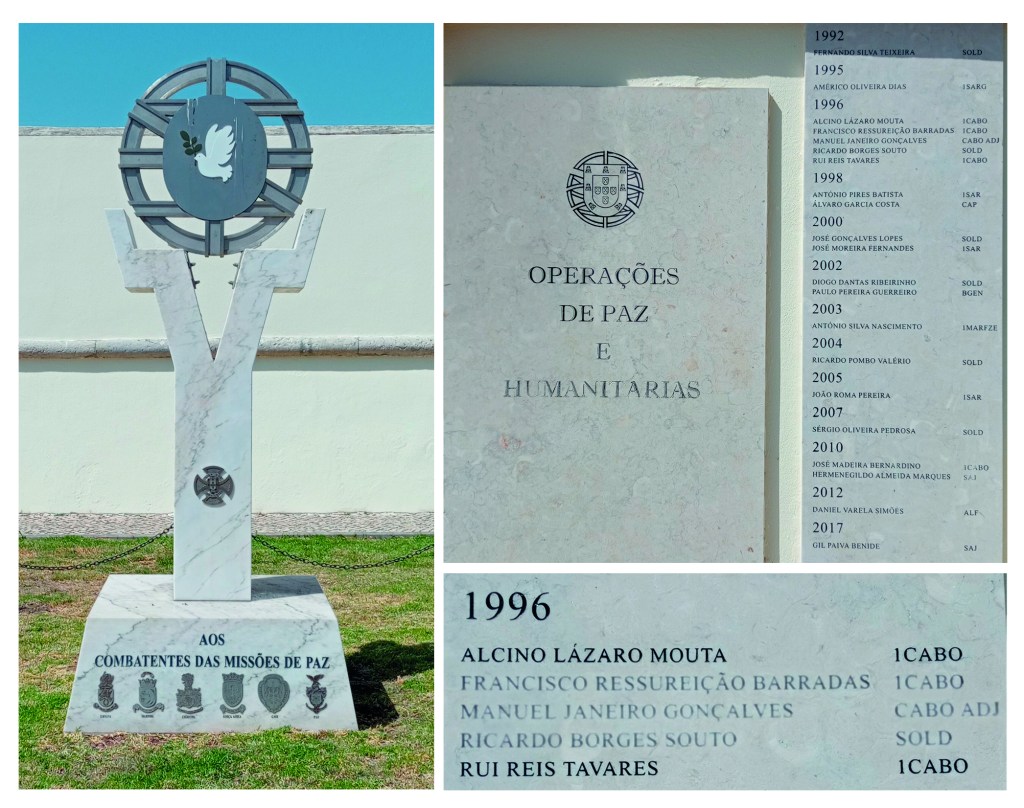 AOS
COMBATENTES DAS MISSÕES DE PAZ
OPERAÇÕES
DE PAZ
E
HUMANITÁRIAS
1992
FERNANDO SILVA TEIXEIRA SOLD
1995
AMÉRICO OLIVEIRA DIAS 1SARG
1996
ALCINO LÁZARO MOUTA 1CABO
FRANCISCO RESSUREIÇÃO BARRADAS 1CABO
MANUEL JANEIRO GONÇALVES CABO ADJ
RICARDO BORGES SOUTO SOLD
RUI REIS TAVARES 1CABO
1998
ANTÓNIO PIRES BATISTA 1SAR
ÁLVARO GARCIA COSTA CAP
2000
JOSÉ GONÇALVES LOPES SOLD
JOSÉ MOREIRA FERNANDES 1SAR
2002
DIOGO DANTAS RIBEIRINHO SOLD
PAULO PEREIRA GUERREIRO BGEN
2003
ANTÓNIO SILVA NASCIMENTO 1MARFZE
2004
RICARDO POMBO VALÉRIO SOLD
2005
JOÃO ROMA PEREIRA 1SAR
2007
SÉRGIO OLIVEIRA PEDROSA SOLD
2010
JOSÉ MADEIRA BERNARDINO 1CABO
HERMENEGILDO ALMEIDA MARQUES SAJ
2012
DANIEL VARELA SIMÕES ALF
2017
GIL PAIVA BENIDE SAJ
1996
ALCINO LÁZARO MOUTA 1CABO
FRANCISCO RESSUREIÇÃO BARRADAS 1CABO
MANUEL JANEIRO GONÇALVES CABO ADJ
RICARDO BORGES SOUTO SOLD
RUI REIS TAVARES 1CABO